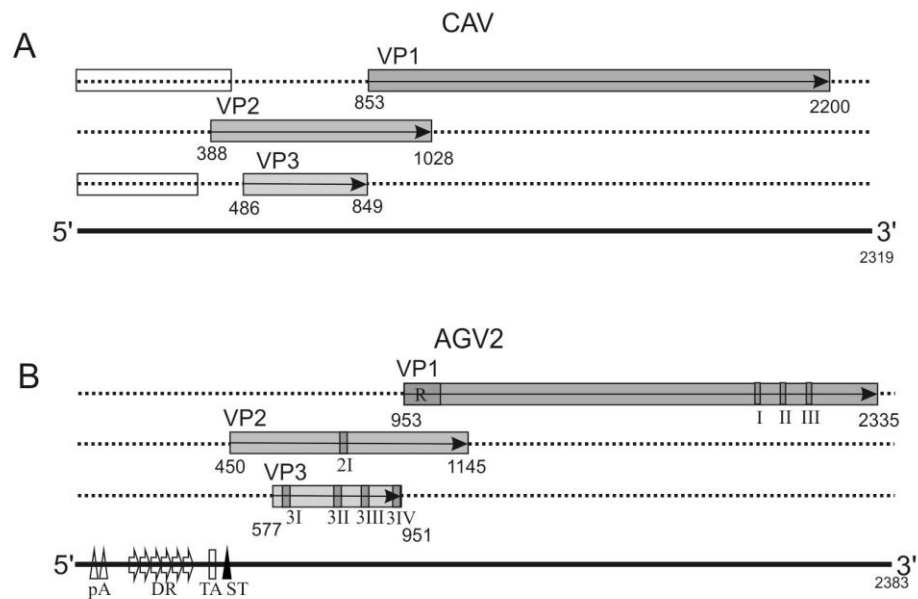 CAV
A
VP1
853 2200
VP2
388 1028
VP3
486 849
5' 3'
2319
AGV2
B
VP1
R
953 I II III 2335
VP2
450 2I 1145
VP3
3I 3II 3III 3IV
577 951
5' 3'
pA DR TA ST 2383